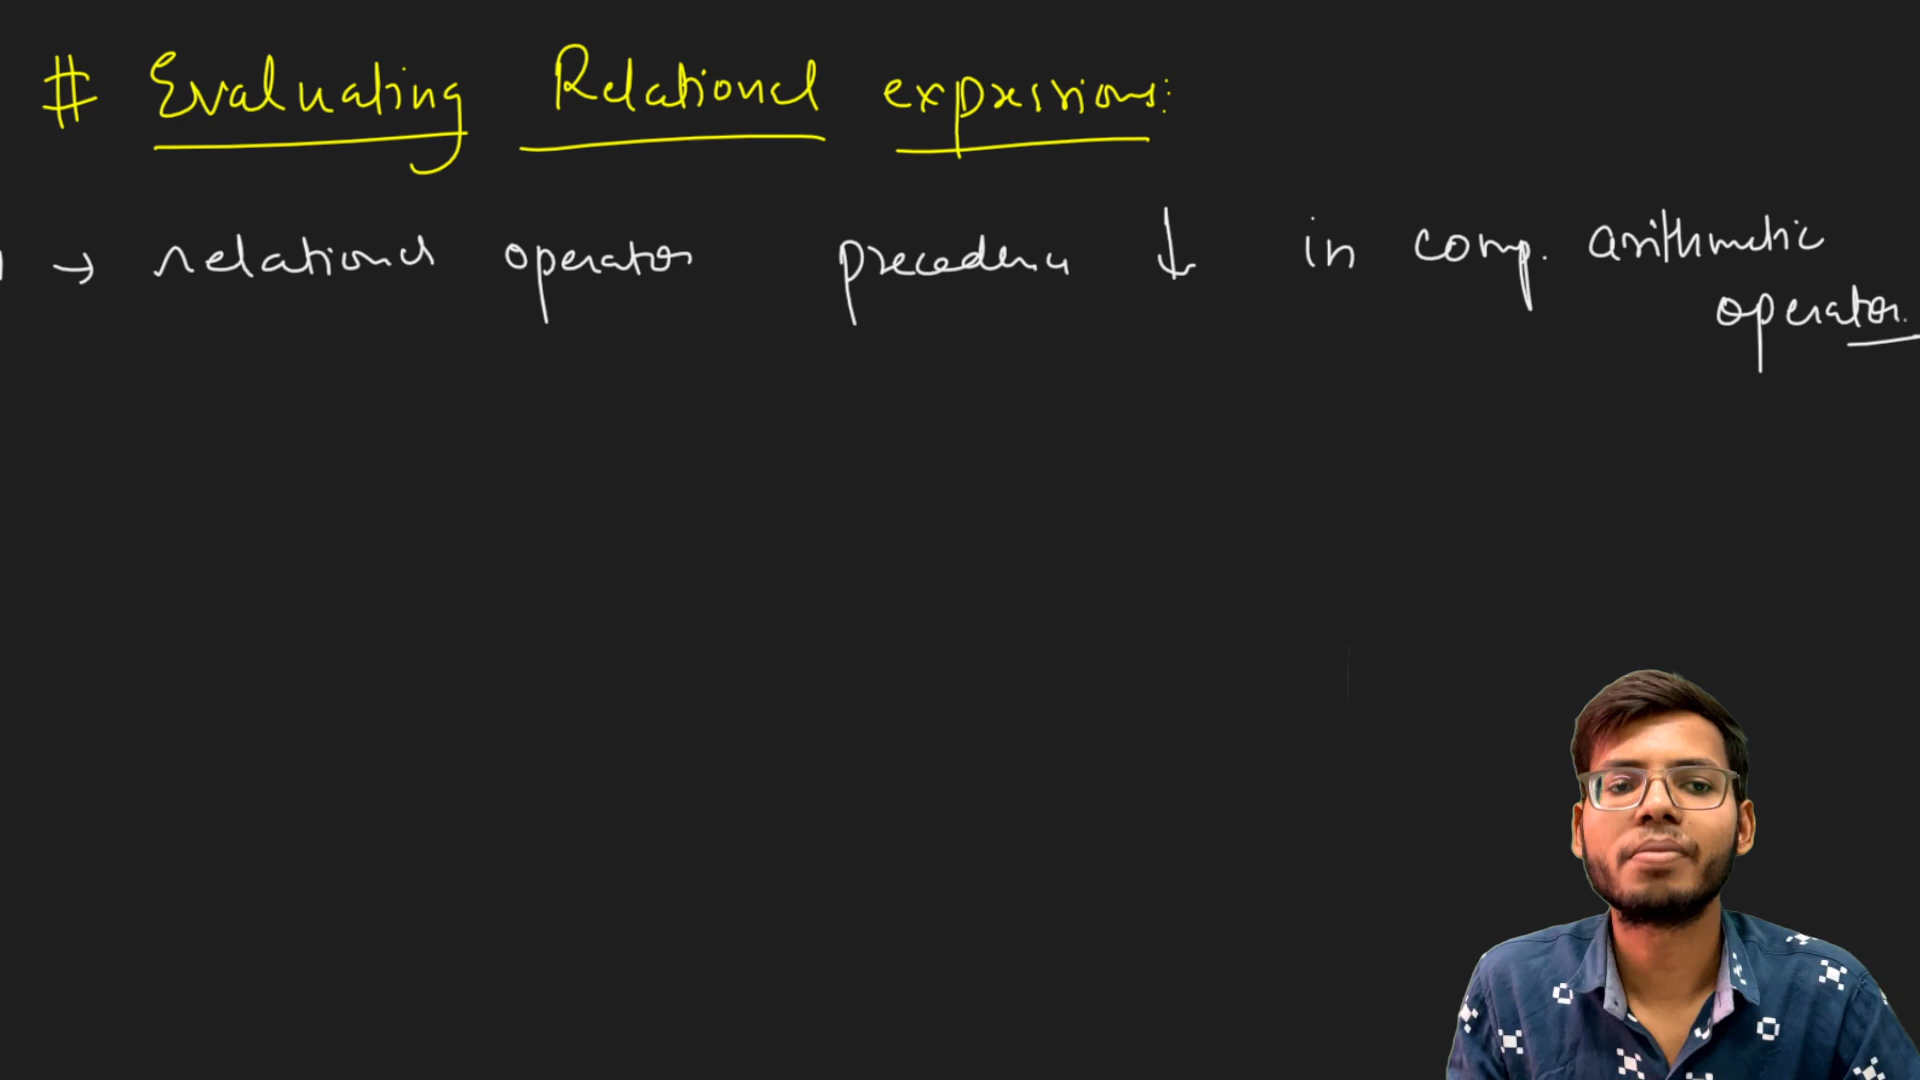 # Evaluating Relational expressions:
→ relational operator precedence ↓ in comp. arithmetic
operator.